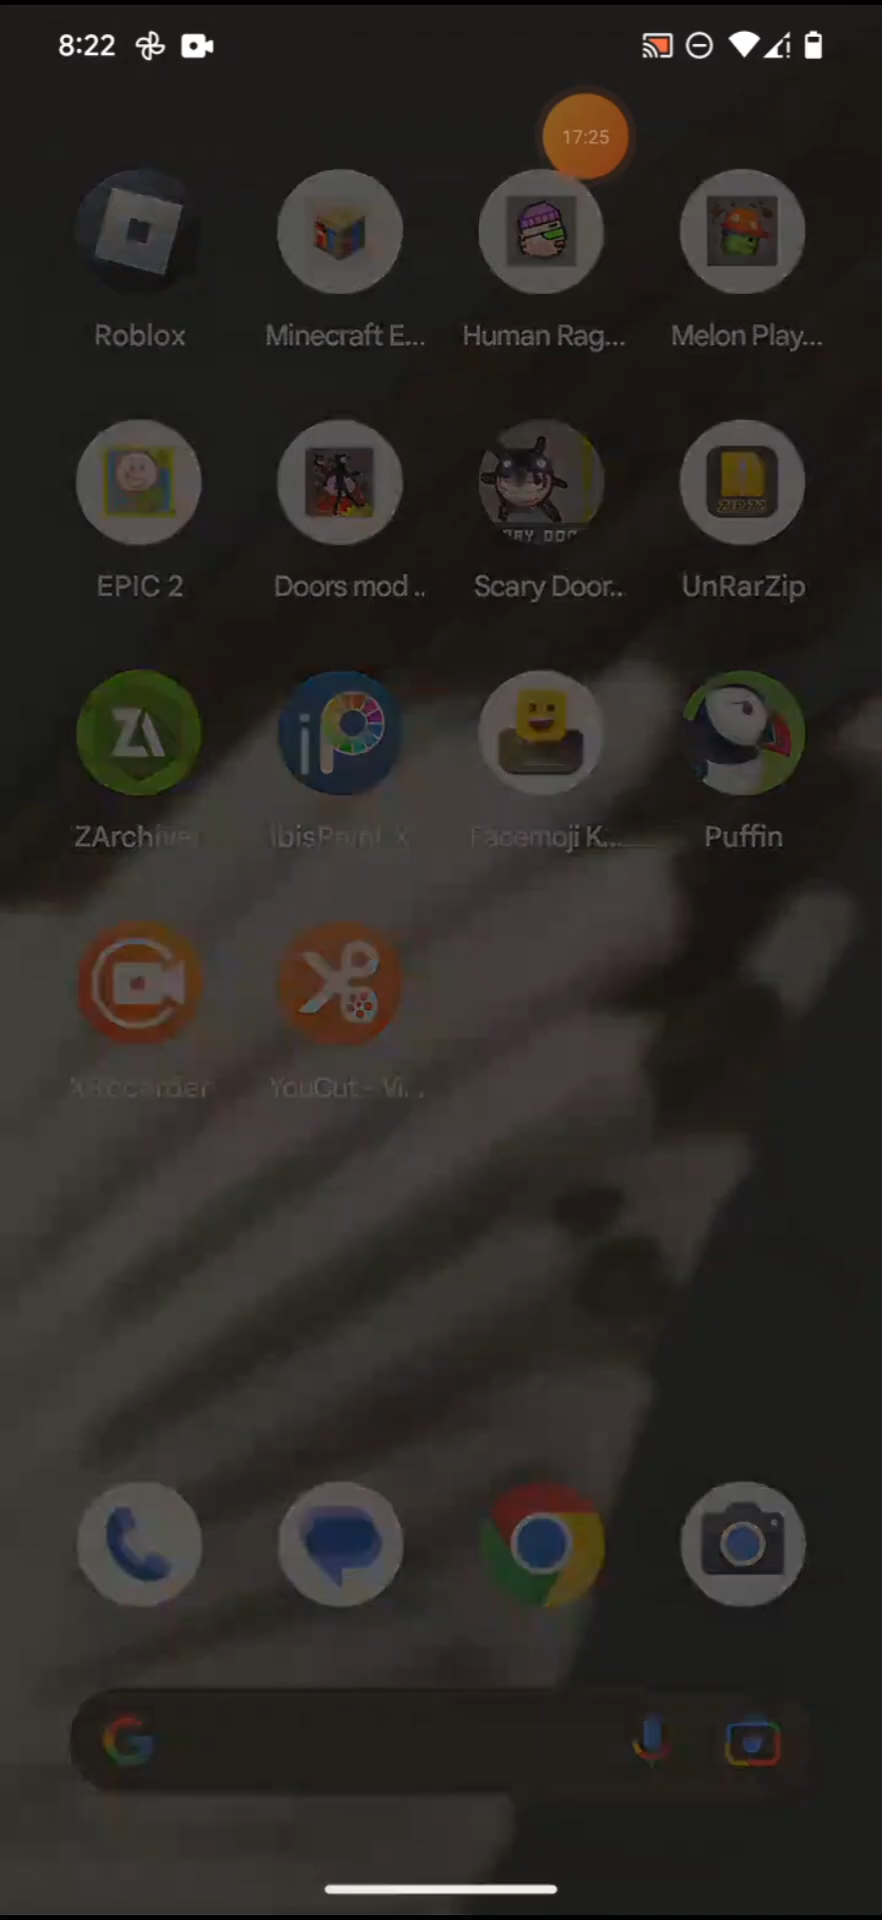 8:22
17:25
Roblox Minecraft E... Human Rag... Melon Play...
EPIC 2 Doors mod .. Scary Door... UnRarZip
ZArchiver ibisPaint X Facemoji K... Puffin
XRecorder YouCut - Vi...